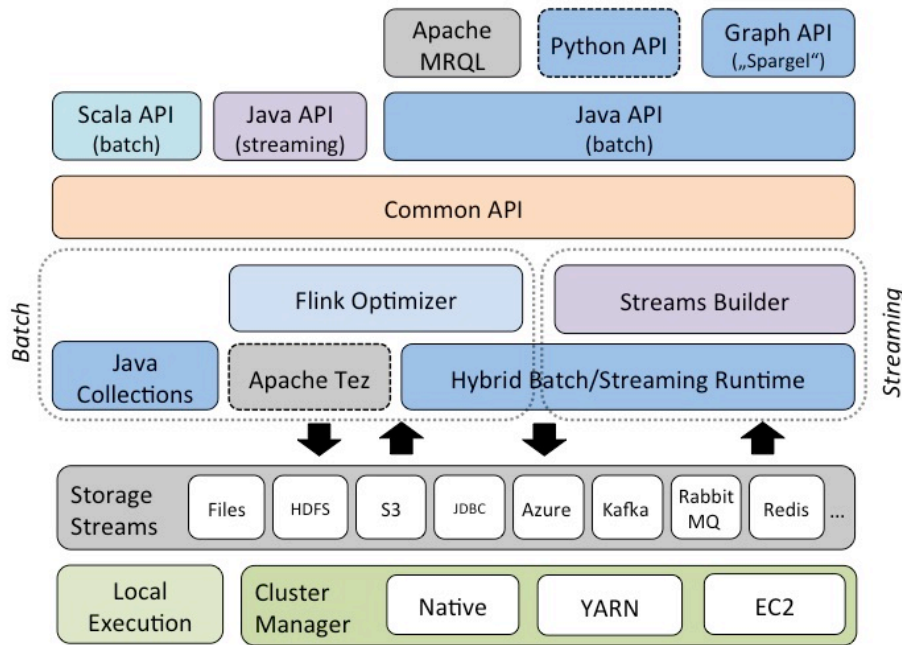 Apache
MRQL
Python API
Graph API
(„Spargel“)
Scala API
(batch)
Java API
(streaming)
Java API
(batch)
Common API
Batch
Flink Optimizer
Streams Builder
Streaming
Java
Collections
Apache Tez
Hybrid Batch/Streaming Runtime
Storage
Streams
Files
HDFS
S3
JDBC
Azure
Kafka
Rabbit
MQ
Redis
...
Local
Execution
Cluster
Manager
Native
YARN
EC2